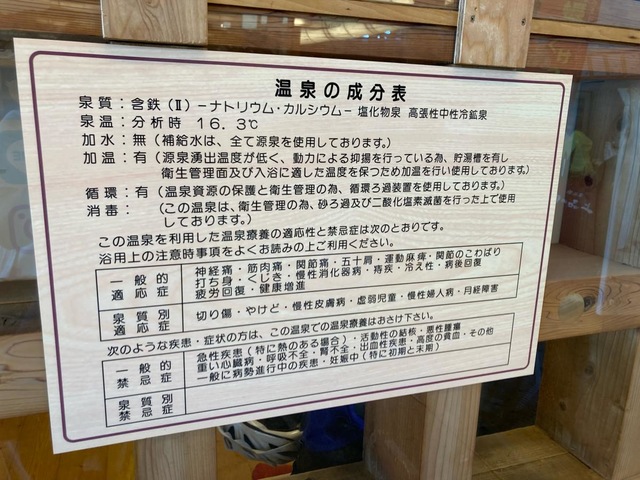 温泉の成分表
泉質：含鉄（Ⅱ）－ナトリウム・カルシウム－塩化物泉 高張性中性冷鉱泉
泉温：分析時 16．3℃
加水：無（補給水は、全て源泉を使用しております。）
加温：有（源泉湧出温度が低く、動力による抑揚を行っている為、貯湯槽を有し
衛生管理面及び入浴に適した温度を保つため加温を行い使用しております。）
循環：有（温泉資源の保護と衛生管理の為、循環ろ過装置を使用しております。）
消毒：（この温泉は、衛生管理の為、砂ろ過及び二酸化塩素滅菌を行った上で使用
しております。）
この温泉を利用した温泉療養の適応性と禁忌症は次のとおりです。
浴用上の注意時事項をよくお読みの上ご利用ください。
一般的適応症
神経痛・筋肉痛・関節痛・五十肩・運動麻痺・関節のこわばり
打ち身・くじき・慢性消化器病・痔疾・冷え性・病後回復
疲労回復・健康増進
泉質別適応症
切り傷・やけど・慢性皮膚病・虚弱児童・慢性婦人病・月経障害
次のような疾患・症状の方は、この温泉での温泉療養はおさけ下さい。
一般的禁忌症
急性疾患（特に熱のある場合）・活動性の結核・悪性腫瘍
重い心臓病・呼吸不全・腎不全・出血性疾患・高度の貧血・その他
一般に病勢進行中の疾患・妊娠中（特に初期と末期）
泉質別禁忌症